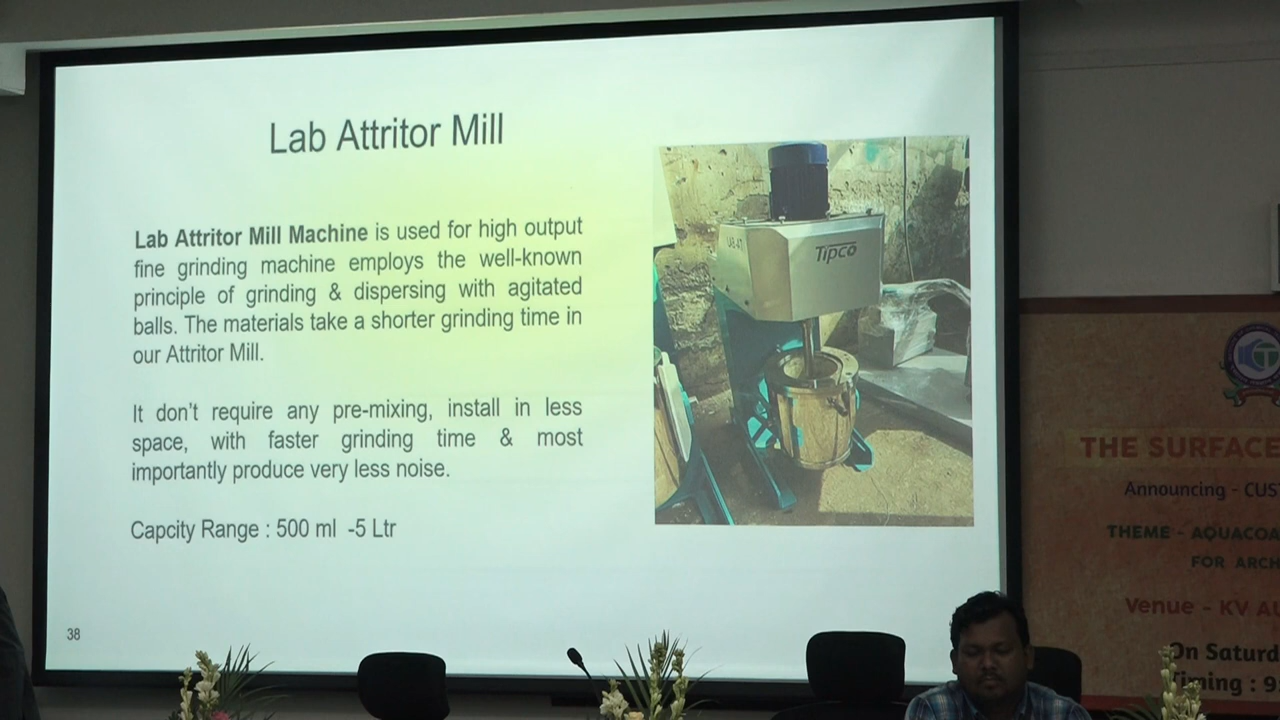 Lab Attritor Mill
Lab Attritor Mill Machine is used for high output
fine grinding machine employs the well-known
principle of grinding & dispersing with agitated
balls. The materials take a shorter grinding time in
our Attritor Mill.
It don't require any pre-mixing, install in less
space, with faster grinding time & most
importantly produce very less noise.
Capcity Range : 500 ml -5 Ltr
38
Tipco
THE SURFACE
Announcing - CUST
THEME - AQUACOA
FOR ARCH
Venue - KV AU
On Saturd
Timing : 9